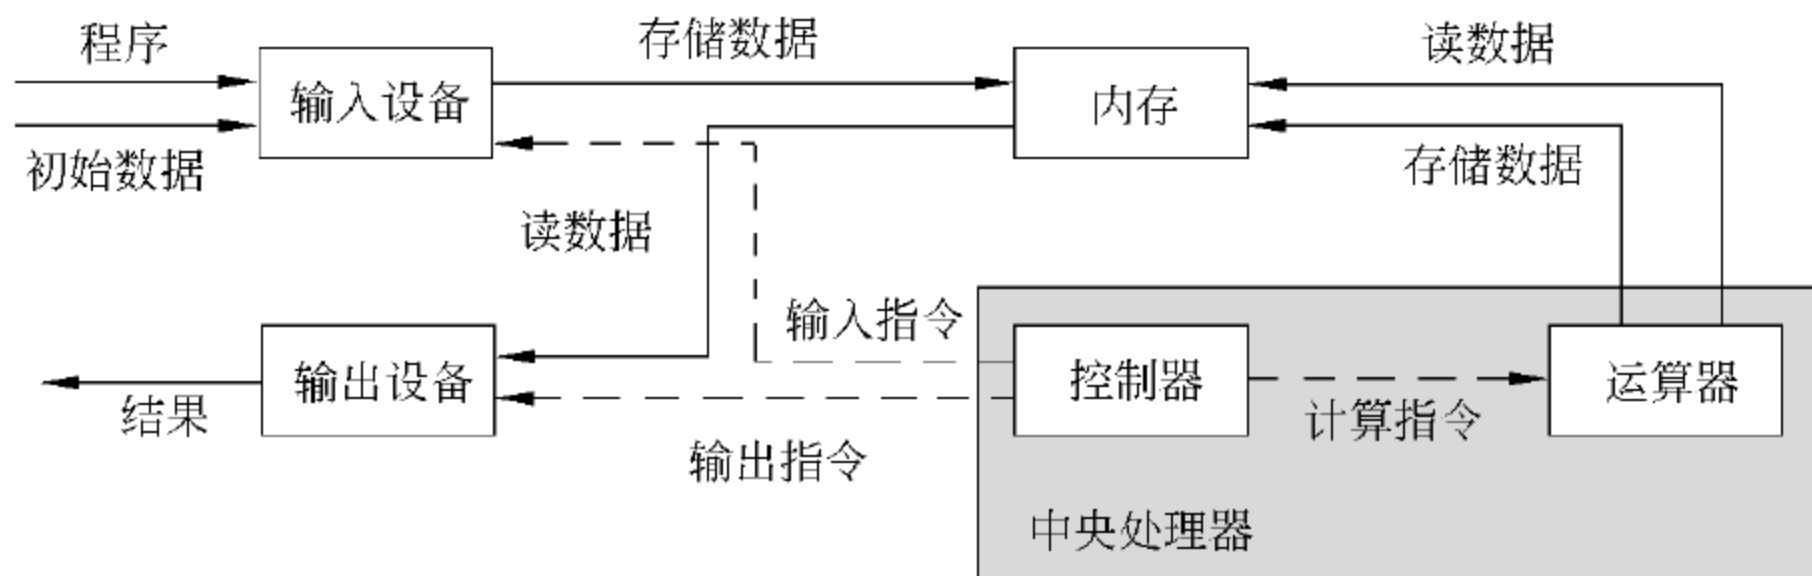 程序
存储数据
读数据
输入设备
内存
初始数据
存储数据
读数据
输入指令
输出设备
控制器
运算器
结果
计算指令
输出指令
中央处理器